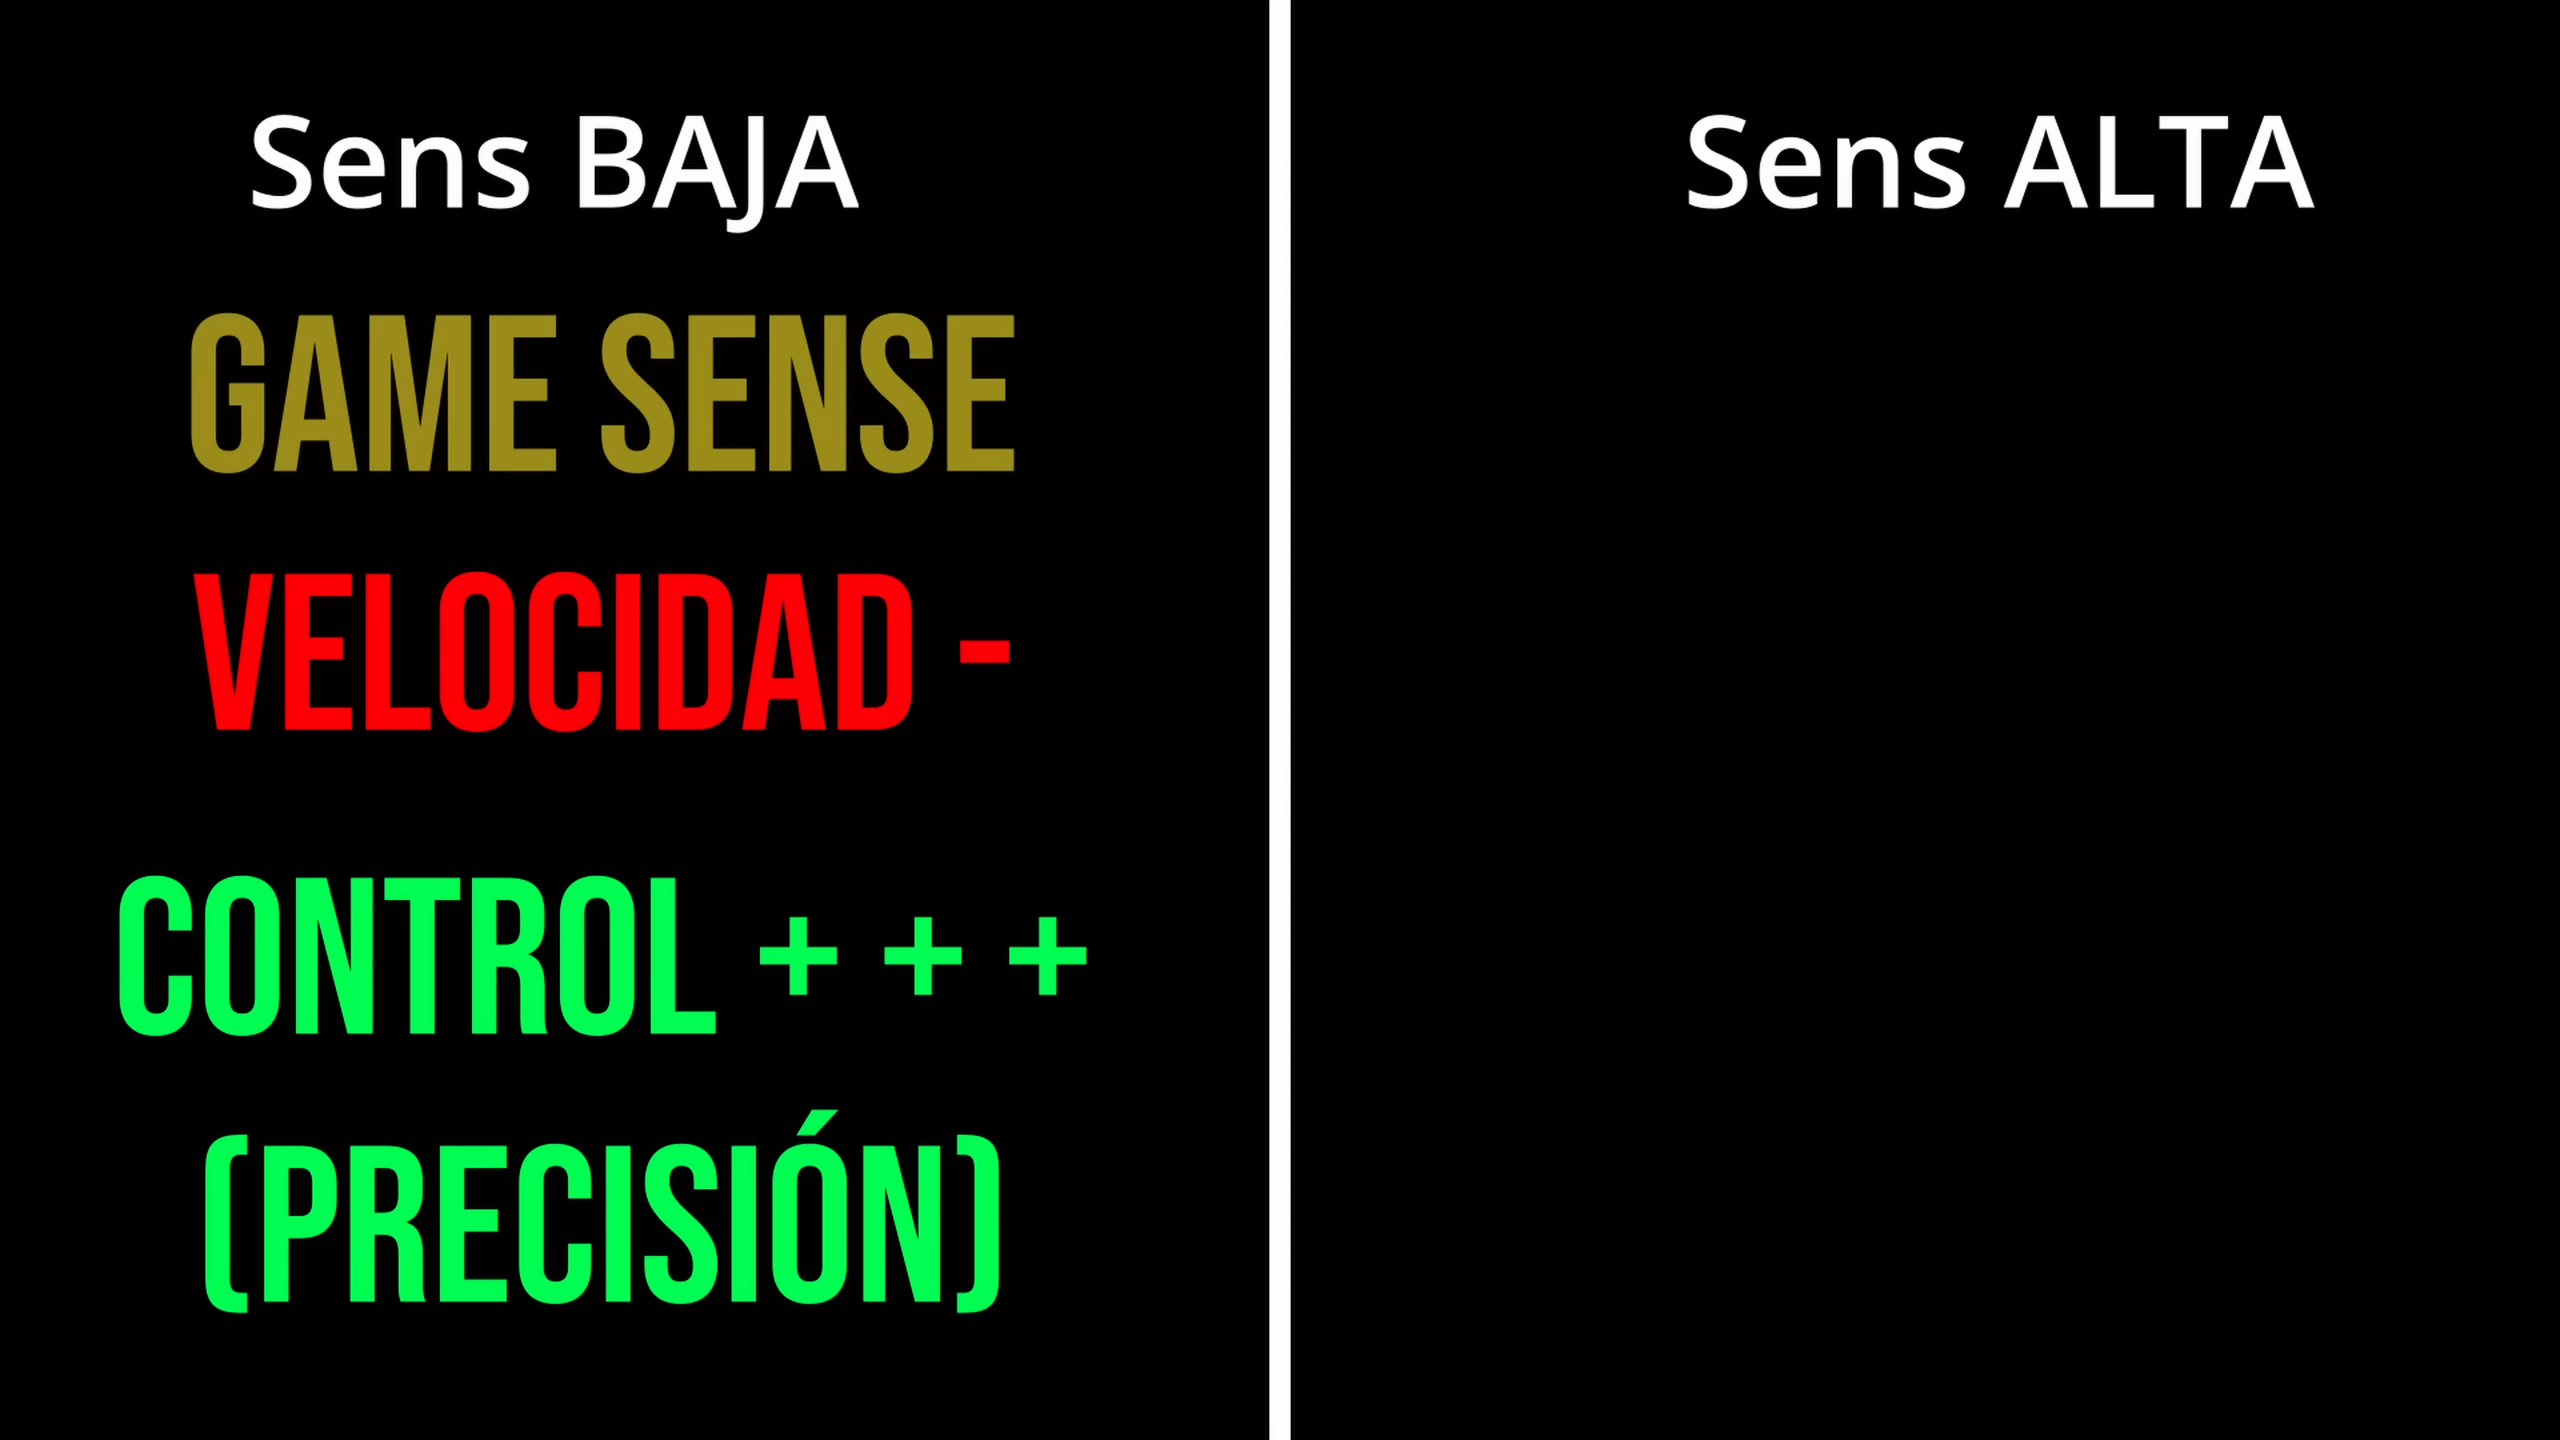 Sens BAJA
GAME SENSE
VELOCIDAD -
CONTROL + + +
(PRECISIÓN)
Sens ALTA